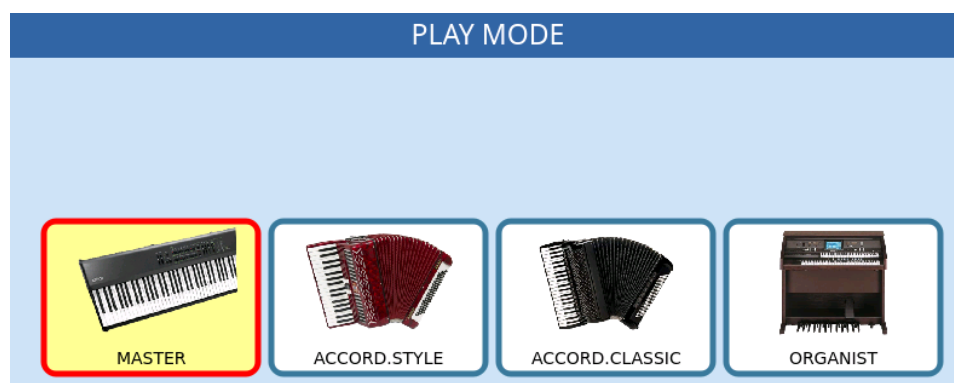 PLAY MODE
MASTER
ACCORD.STYLE
ACCORD.CLASSIC
ORGANIST